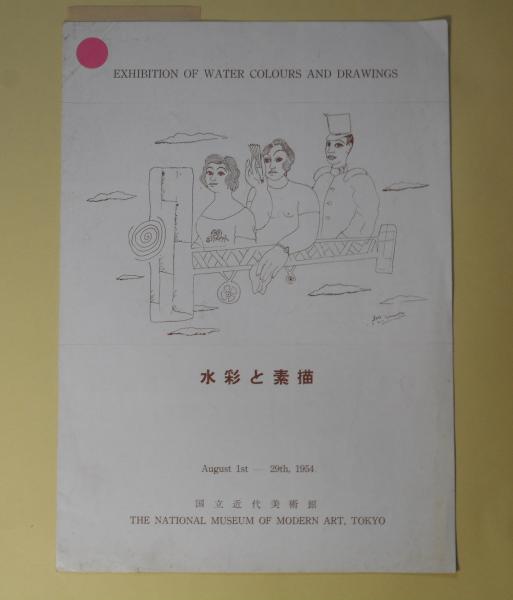 EXHIBITION OF WATER COLOURS AND DRAWINGS
水彩と素描
August 1st — 29th, 1954
国立近代美術館
THE NATIONAL MUSEUM OF MODERN ART, TOKYO